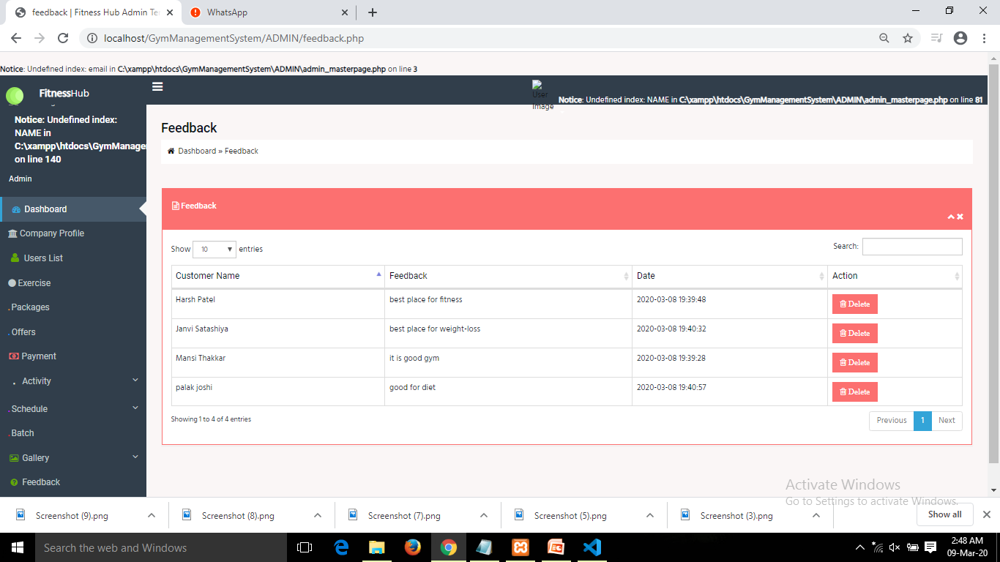 feedback | Fitness Hub Admin Te
WhatsApp
localhost/GymManagementSystem/ADMIN/feedback.php
Notice: Undefined index: email in C:\xampp\htdocs\GymManagementSystem\ADMIN\admin_masterpage.php on line 3
FitnessHub
User Image
Notice: Undefined index: NAME in C:\xampp\htdocs\GymManagementSystem\ADMIN\admin_masterpage.php on line 81
Notice: Undefined index:
NAME in
C:\xampp\htdocs\GymManage
on line 140
Admin
Dashboard
Company Profile
Users List
Exercise
Packages
Offers
Payment
Activity
Schedule
Batch
Gallery
Feedback
Feedback
Dashboard » Feedback
Feedback
Show 10 entries
Search:
Customer Name Feedback Date Action
Harsh Patel best place for fitness 2020-03-08 19:39:48 Delete
Janvi Satashiya best place for weight-loss 2020-03-08 19:40:32 Delete
Mansi Thakkar it is good gym 2020-03-08 19:39:28 Delete
palak joshi good for diet 2020-03-08 19:40:57 Delete
Showing 1 to 4 of 4 entries
Previous 1 Next
Activate Windows
Go to Settings to activate Windows.
Screenshot (9).png
Screenshot (8).png
Screenshot (7).png
Screenshot (5).png
Screenshot (3).png
Show all
Search the web and Windows
2:48 AM
09-Mar-20